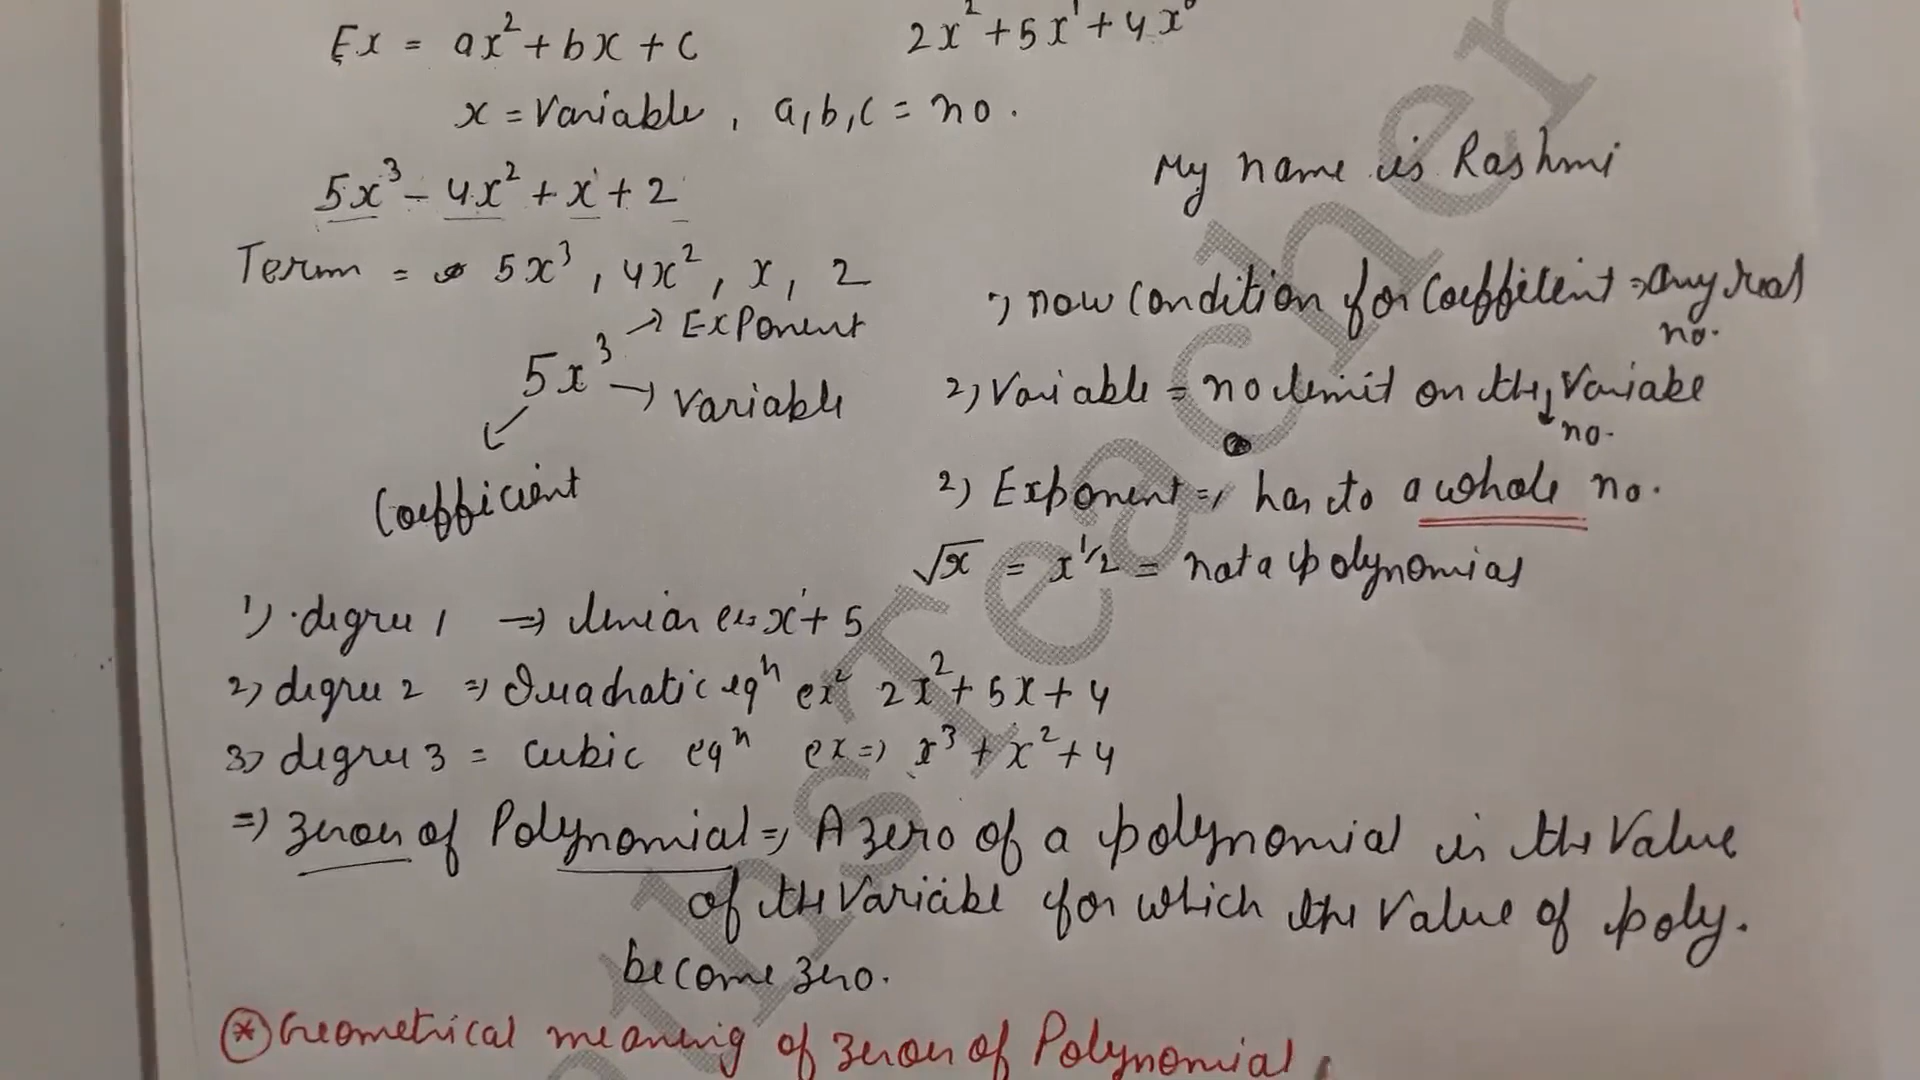 Ex = ax² + bx + c
2x² + 5x¹ + 4x⁰
x = Variable, a, b, c = no.
My name is Rashmi
5x³ - 4x² + x¹ + 2
Term = 5x³, 4x², x, 2
→ Exponent
5x³ → Variable
Coefficient
, now condition for Coefficient ⇒ any real no.
2) Variable = no limit on the Variable
no.
2) Exponent ⇒ has to a whole no.
√x = x^1/2 = not a polynomial
1) degree 1 ⇒ linear ex x¹ + 5
2) degree 2 ⇒ Quadratic eqⁿ ex² 2x² + 5x + 4
3) degree 3 = Cubic eqⁿ ex ⇒ x³ + x² + 4
⇒ zeroes of Polynomial ⇒ A zero of a polynomial is the Value
of the Variable for which the Value of poly.
become zero.
* Geometrical meaning of zeroes of Polynomial
thsTeacher